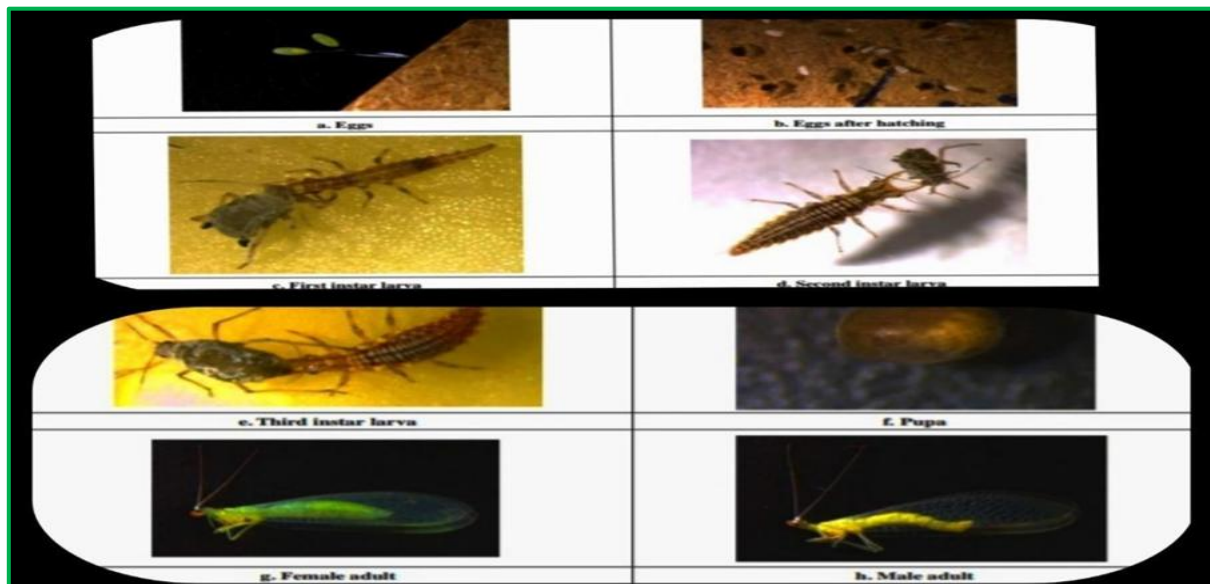 a. Eggs
b. Eggs after hatching
c. First instar larva
d. Second instar larva
e. Third instar larva
f. Pupa
g. Female adult
h. Male adult